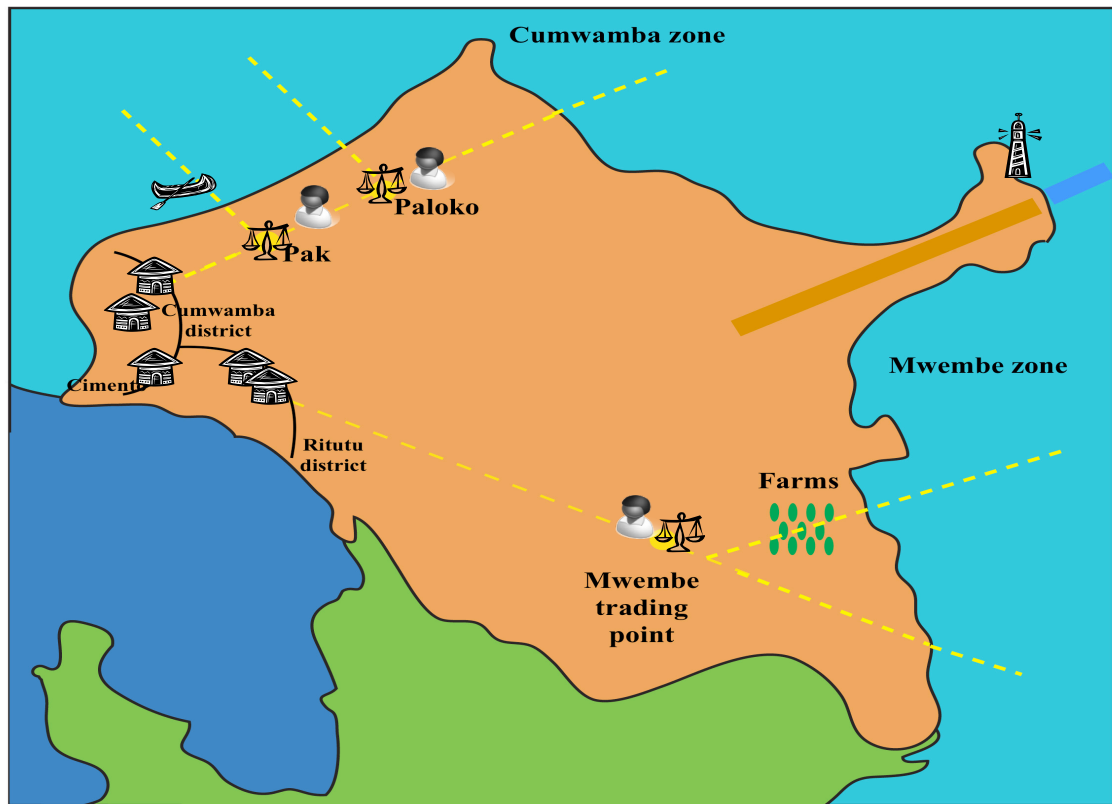 Cumwamba zone
Paloko
Pak
Cumwamba
district
Ciment
Mwembe zone
Ritutu
district
Farms
Mwembe
trading
point